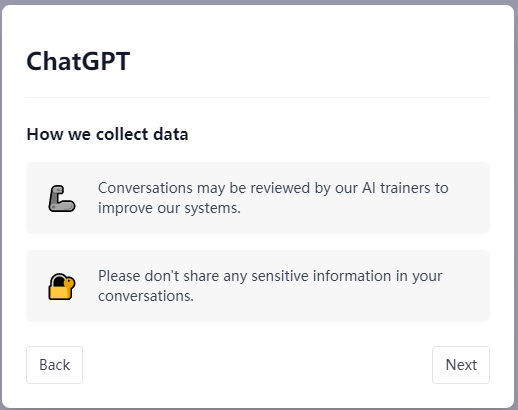 ChatGPT
How we collect data
Conversations may be reviewed by our AI trainers to
improve our systems.
Please don't share any sensitive information in your
conversations.
Back
Next